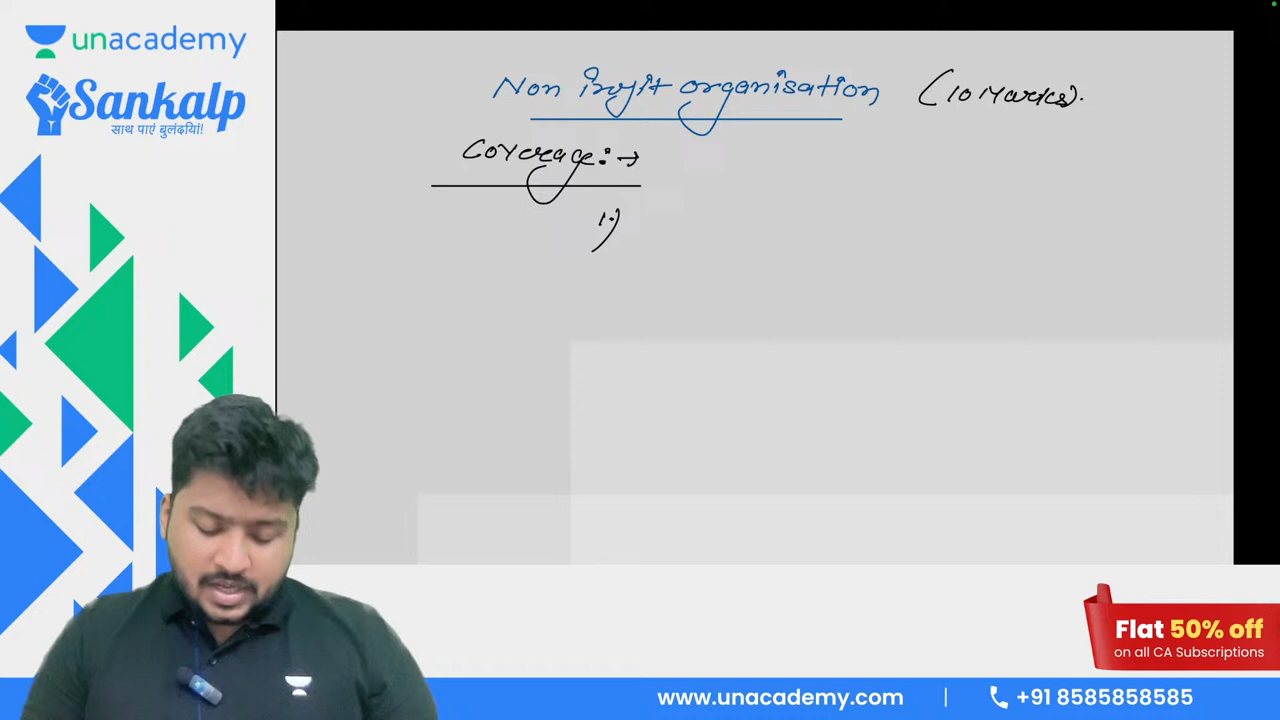 unacademy
Sankalp
साथ पाएं बुलंदियां!
Non Profit organisation (10 Marks).
Coverage :→
1.)
Flat 50% off
on all CA Subscriptions
www.unacademy.com | +91 8585858585